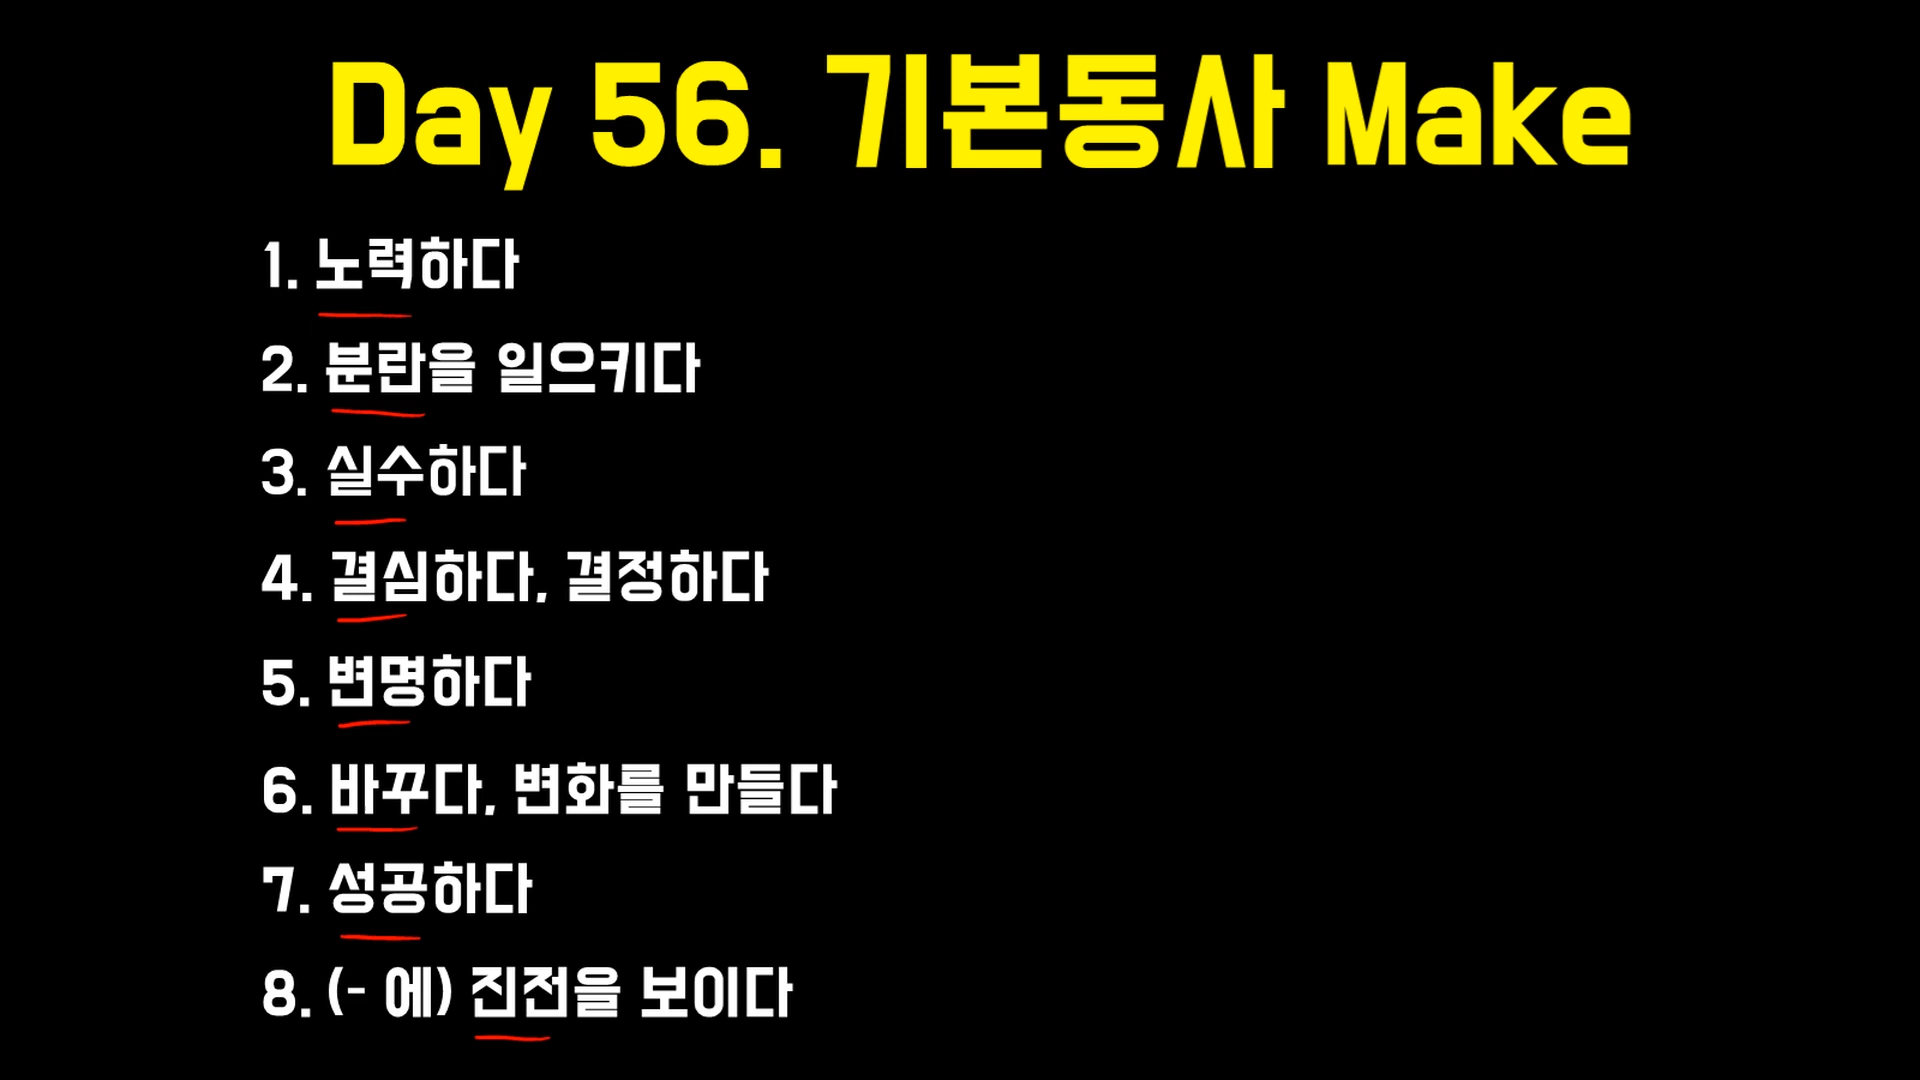 Day 56. 기본동사 Make
1. 노력하다
2. 분란을 일으키다
3. 실수하다
4. 결심하다, 결정하다
5. 변명하다
6. 바꾸다, 변화를 만들다
7. 성공하다
8. (- 에) 진전을 보이다